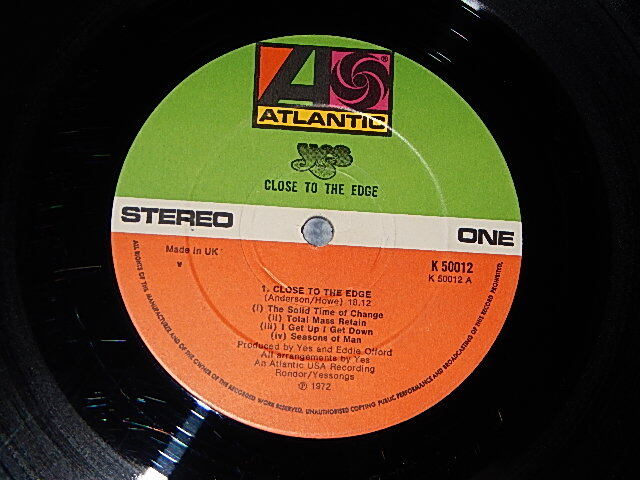 ATLANTIC
yes
CLOSE TO THE EDGE
STEREO
ONE
Made in UK
K 50012
K 50012 A
1. CLOSE TO THE EDGE
(Anderson/Howe) 18.12
(i) The Solid Time of Change
(ii) Total Mass Retain
(iii) I Get Up I Get Down
(iv) Seasons of Man
Produced by Yes and Eddie Offord
All arrangements by Yes
An Atlantic USA Recording
Rondor/Yessongs
℗ 1972
ALL RIGHTS OF THE MANUFACTURER AND OF THE OWNER OF THE RECORDED WORK RESERVED. UNAUTHORISED COPYING PUBLIC PERFORMANCE AND BROADCASTING OF THIS RECORD PROHIBITED.